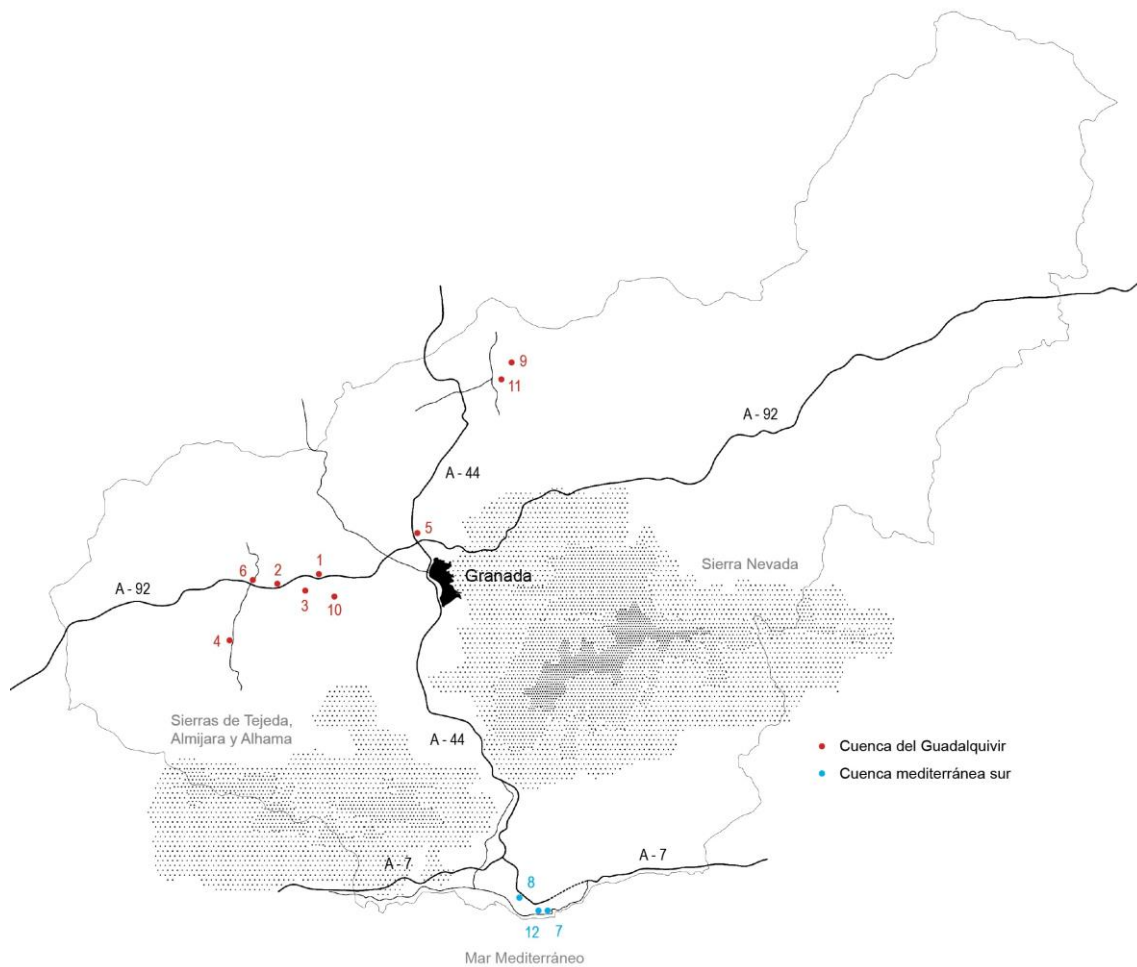 9
11
A - 92
A - 44
5
Granada
Sierra Nevada
1
6
2
A - 92
3
10
4
Sierras de Tejeda,
Almijara y Alhama
A - 44
Cuenca del Guadalquivir
Cuenca mediterránea sur
A - 7
A - 7
8
12
7
Mar Mediterráneo